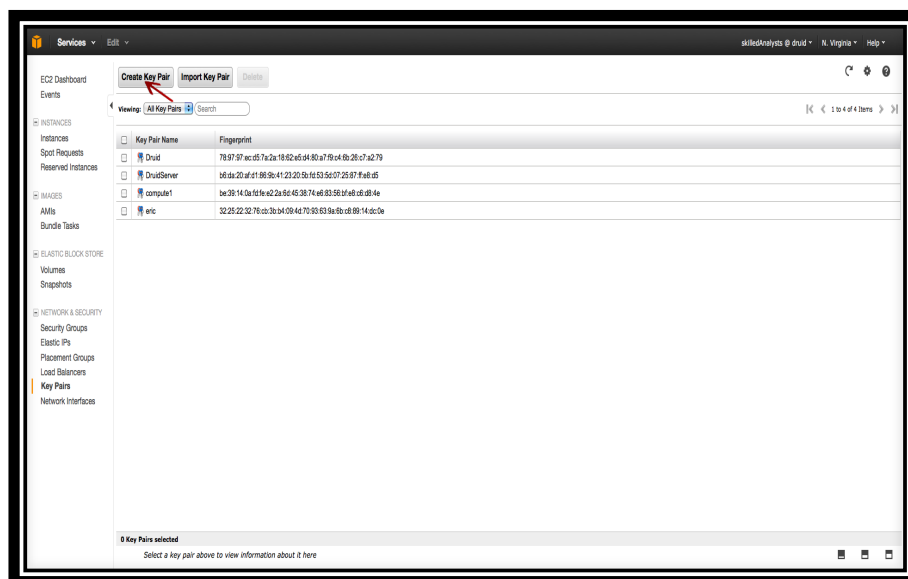 Services Edit skilledAnalysts @ druid N. Virginia Help
EC2 Dashboard
Events
INSTANCES
Instances
Spot Requests
Reserved Instances
IMAGES
AMIs
Bundle Tasks
ELASTIC BLOCK STORE
Volumes
Snapshots
NETWORK & SECURITY
Security Groups
Elastic IPs
Placement Groups
Load Balancers
Key Pairs
Network Interfaces
Create Key Pair Import Key Pair Delete
Viewing: All Key Pairs Search 1 to 4 of 4 Items
Key Pair Name Fingerprint
Druid 78:97:97:ec:d5:7a:2a:18:62:e5:d4:80:a7:f9:c4:6b:26:c7:a2:79
DruidServer b6:da:20:af:d1:86:9b:41:23:20:5b:fd:53:5d:07:25:87:ff:e8:d5
compute1 be:39:14:0a:fd:fe:e2:2a:6d:45:38:74:e6:83:56:bf:e8:c6:d8:4e
eric 32:25:22:32:76:cb:3b:b4:09:4d:70:93:63:9a:6b:c8:89:14:dc:0e
0 Key Pairs selected
Select a key pair above to view information about it here